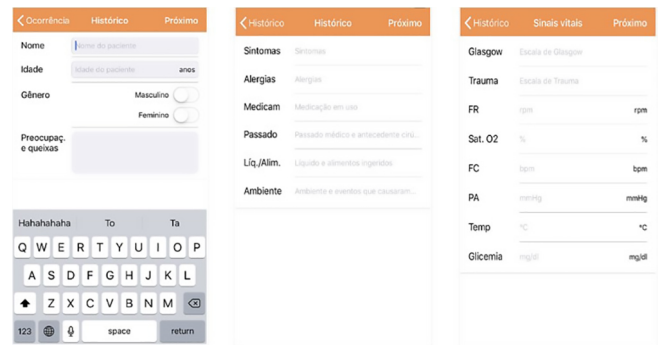 Ocorrência Histórico Próximo
Nome Nome do paciente
Idade Idade do paciente anos
Gênero Masculino
Feminino
Preocupaç.
e queixas
Hahahahaha To Ta
Q W E R T Y U I O P
A S D F G H J K L
Z X C V B N M
123 space return
Histórico Histórico Próximo
Sintomas Sintomas
Alergias Alergias
Medicam Medicação em uso
Passado Passado médico e antecedente cirú...
Líq./Alim. Líquido e alimentos ingeridos
Ambiente Ambiente e eventos que causaram...
Histórico Sinais vitais Próximo
Glasgow Escala de Glasgow
Trauma Escala de Trauma
FR rpm rpm
Sat. O2 % %
FC bpm bpm
PA mmHg mmHg
Temp °C °C
Glicemia mg/dl mg/dl